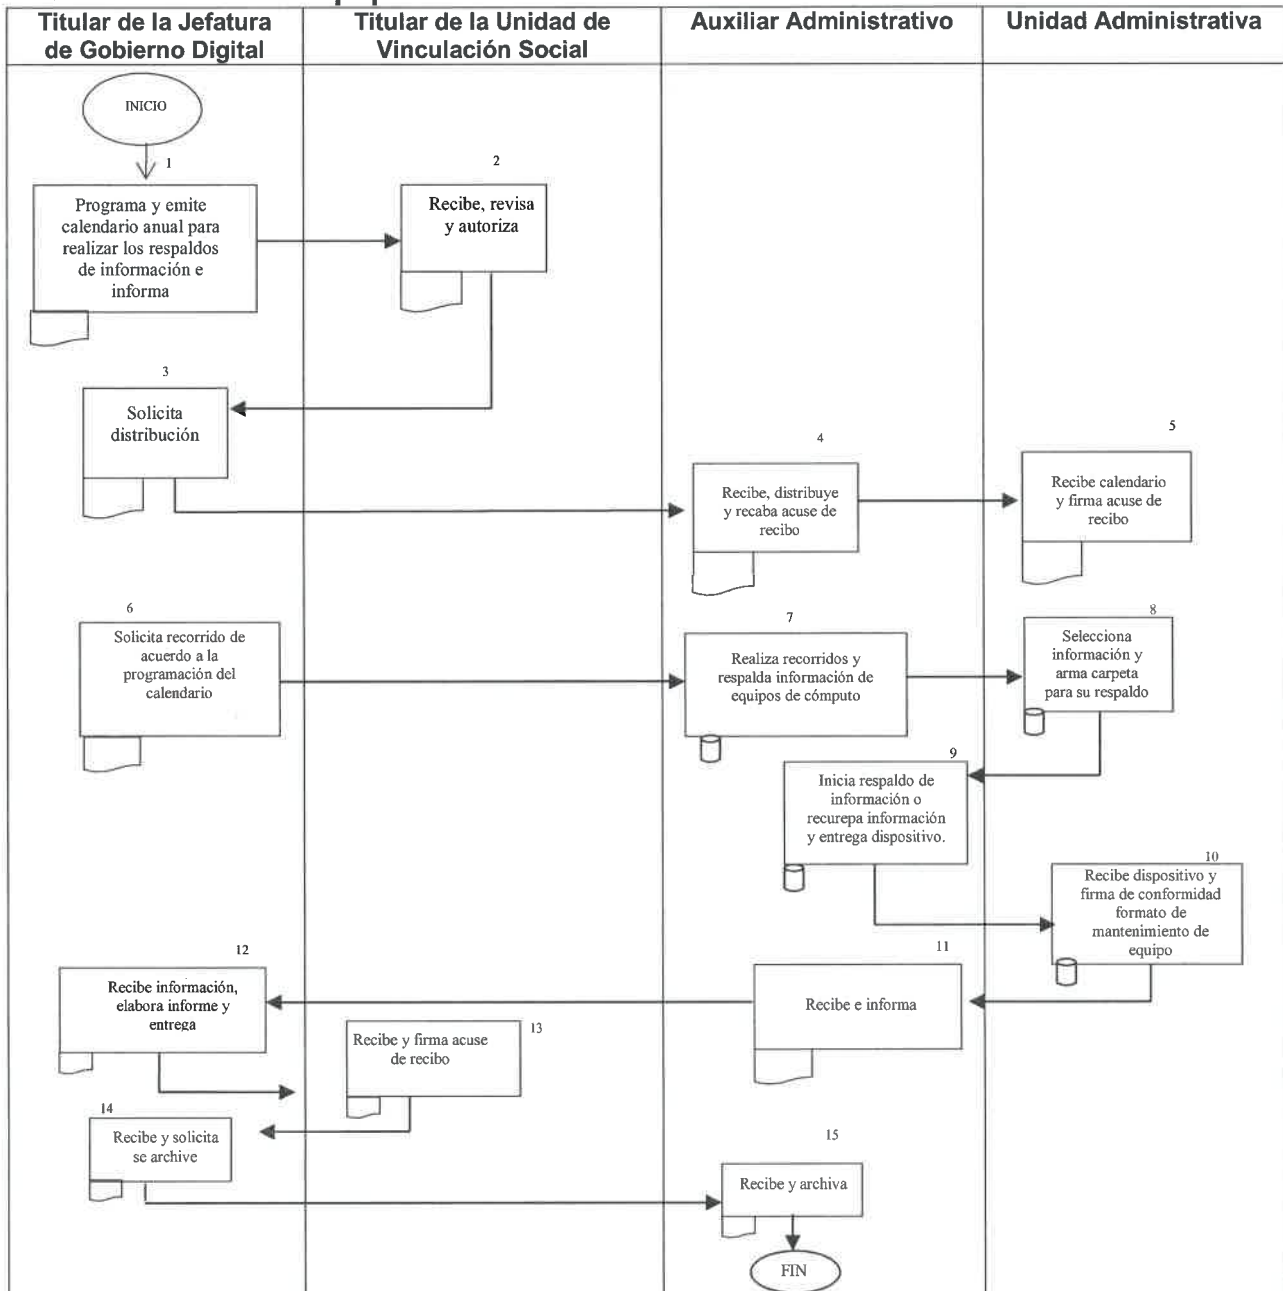 Titular de la Jefatura
de Gobierno Digital
Titular de la Unidad de
Vinculación Social
Auxiliar Administrativo
Unidad Administrativa
INICIO
1
Programa y emite
calendario anual para
realizar los respaldos
de información e
informa
2
Recibe, revisa
y autoriza
3
Solicita
distribución
4
Recibe, distribuye
y recaba acuse de
recibo
5
Recibe calendario
y firma acuse de
recibo
6
Solicita recorrido de
acuerdo a la
programación del
calendario
7
Realiza recorridos y
respalda información de
equipos de cómputo
8
Selecciona
información y
arma carpeta
para su respaldo
9
Inicia respaldo de
información o
recurepa información
y entrega dispositivo.
10
Recibe dispositivo y
firma de conformidad
formato de
mantenimiento de
equipo
11
Recibe e informa
12
Recibe información,
elabora informe y
entrega
13
Recibe y firma acuse
de recibo
14
Recibe y solicita
se archive
15
Recibe y archiva
FIN